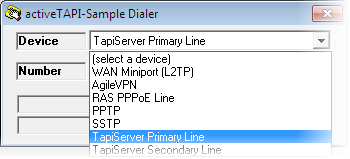 activeTAPI-Sample Dialer
Device
TapiServer Primary Line
(select a device)
WAN Miniport (L2TP)
AgileVPN
Number
RAS PPPoE Line
PPTP
SSTP
TapiServer Primary Line
TapiServer Secondary Line